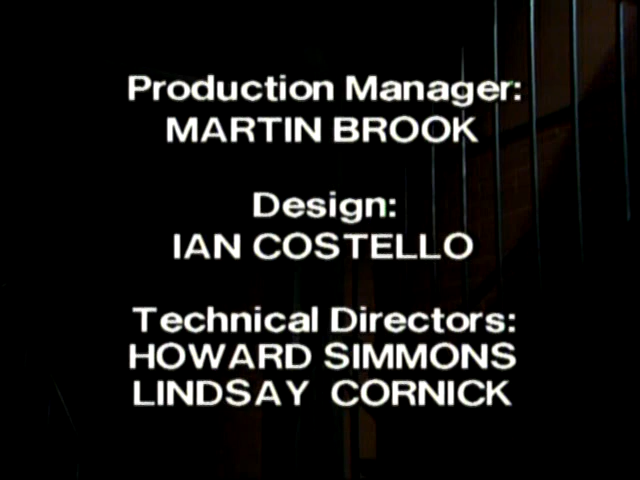 Production Manager:
MARTIN BROOK
Design:
IAN COSTELLO
Technical Directors:
HOWARD SIMMONS
LINDSAY CORNICK